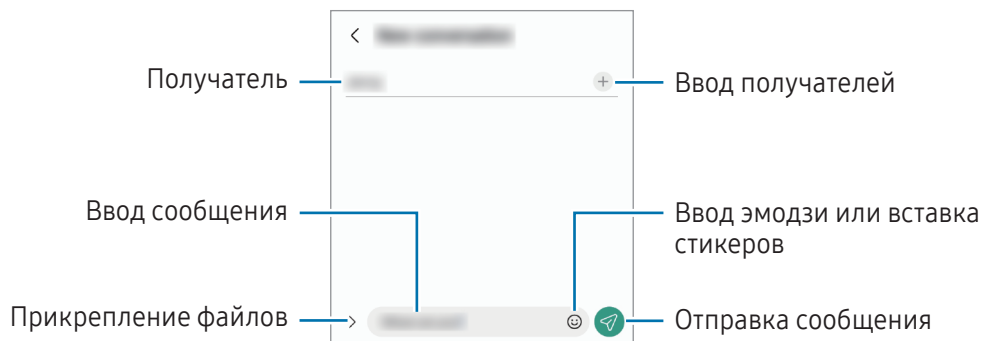 Получатель
Ввод получателей
Ввод сообщения
Ввод эмодзи или вставка
стикеров
Прикрепление файлов
Отправка сообщения